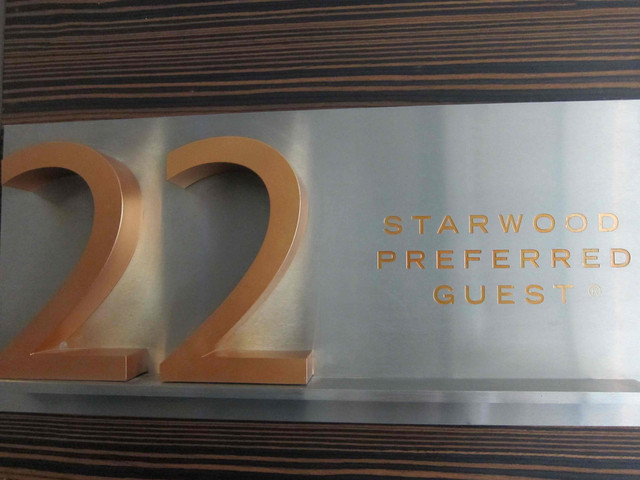 22
STARWOOD
PREFERRED
GUEST ®